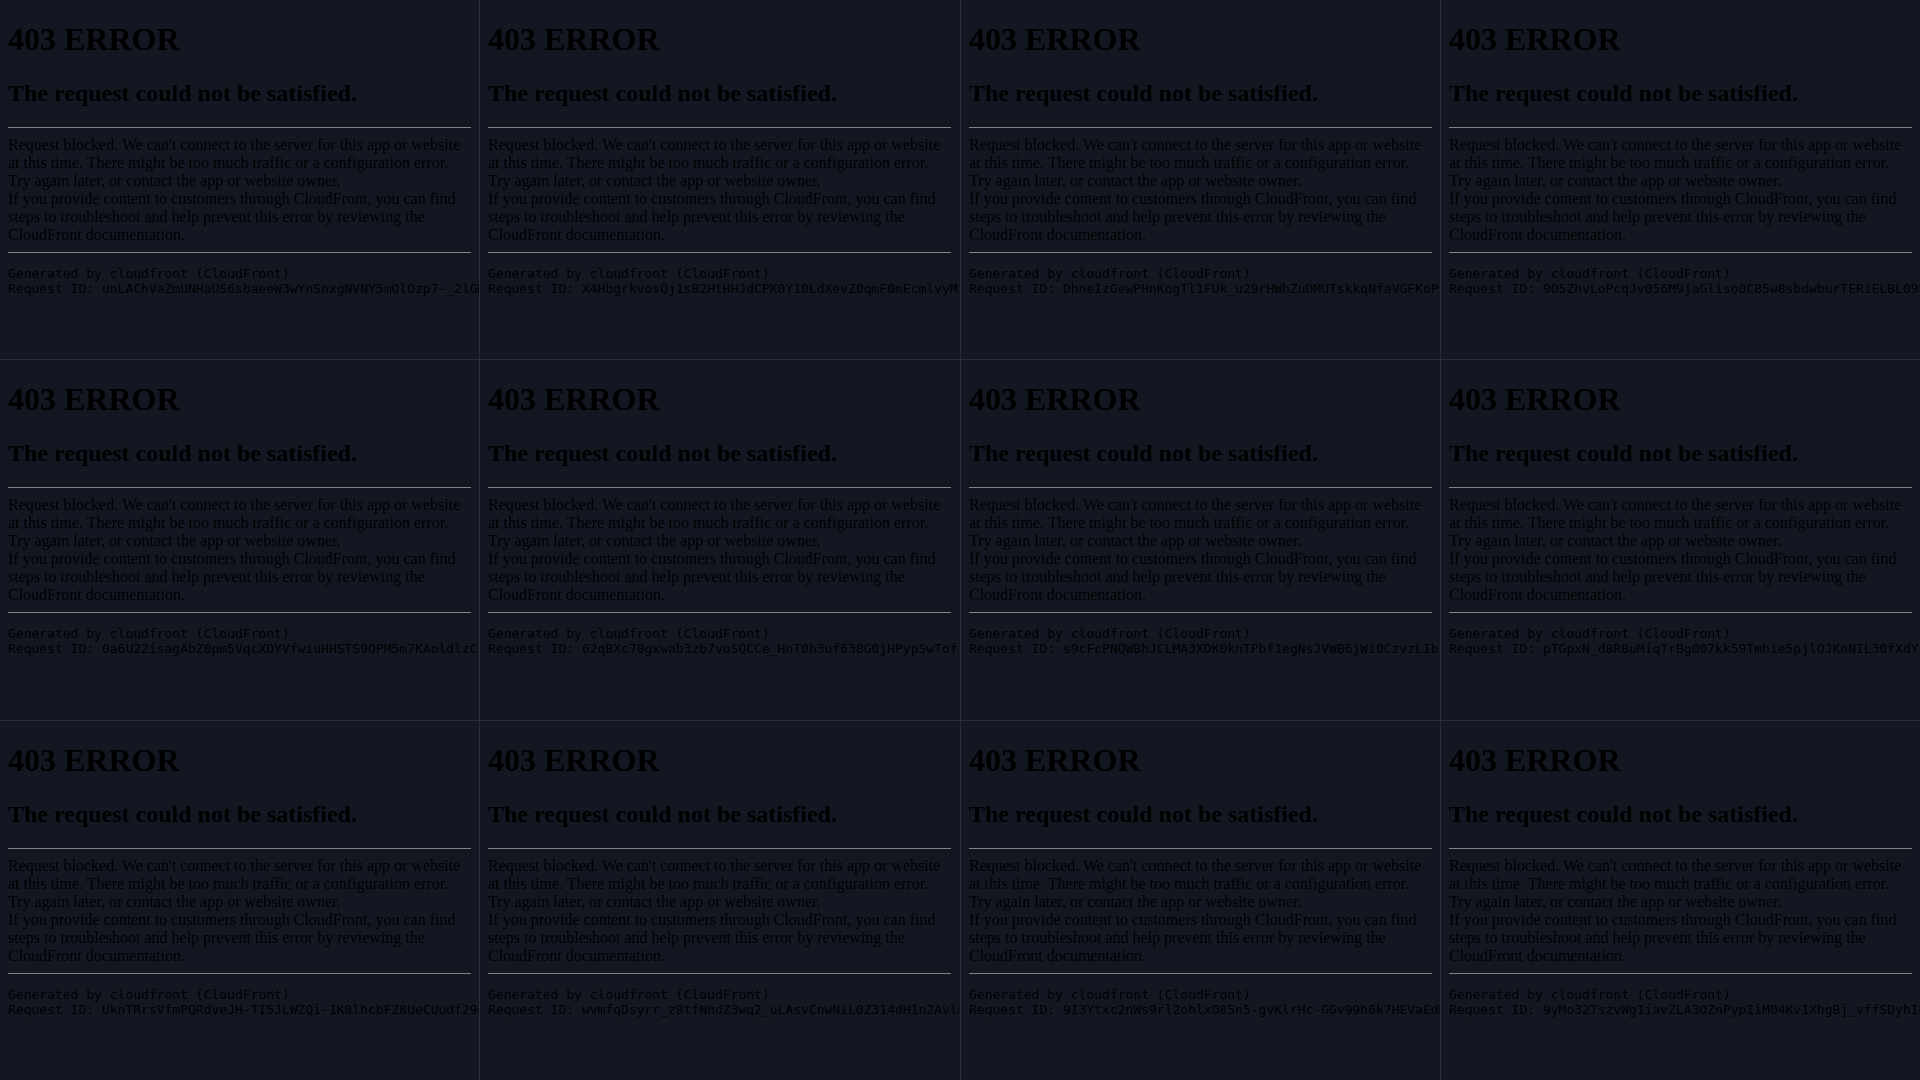 403 ERROR
The request could not be satisfied.
Request blocked. We can't connect to the server for this app or website
at this time. There might be too much traffic or a configuration error.
Try again later, or contact the app or website owner.
If you provide content to customers through CloudFront, you can find
steps to troubleshoot and help prevent this error by reviewing the
CloudFront documentation.
Generated by cloudfront (CloudFront)
Request ID: unLAChVaZmUNHaUS6sbaeeW3wYnSnxgNVNY5mQlOzp7-_2lG
403 ERROR
The request could not be satisfied.
Request blocked. We can't connect to the server for this app or website
at this time. There might be too much traffic or a configuration error.
Try again later, or contact the app or website owner.
If you provide content to customers through CloudFront, you can find
steps to troubleshoot and help prevent this error by reviewing the
CloudFront documentation.
Generated by cloudfront (CloudFront)
Request ID: X4HbgrkvosQj1sB2HtHHJdCPK0Y10LdXevZ0qmF0mEcmlvyM
403 ERROR
The request could not be satisfied.
Request blocked. We can't connect to the server for this app or website
at this time. There might be too much traffic or a configuration error.
Try again later, or contact the app or website owner.
If you provide content to customers through CloudFront, you can find
steps to troubleshoot and help prevent this error by reviewing the
CloudFront documentation.
Generated by cloudfront (CloudFront)
Request ID: DhneIzGewPHnKogTl1FUk_u29rHWhZuDMUTskkqNfaVGFKoP
403 ERROR
The request could not be satisfied.
Request blocked. We can't connect to the server for this app or website
at this time. There might be too much traffic or a configuration error.
Try again later, or contact the app or website owner.
If you provide content to customers through CloudFront, you can find
steps to troubleshoot and help prevent this error by reviewing the
CloudFront documentation.
Generated by cloudfront (CloudFront)
Request ID: 9O5ZhvLoPcqJv056M9jaGliso0C85w8sbdwburTERiELBL09
403 ERROR
The request could not be satisfied.
Request blocked. We can't connect to the server for this app or website
at this time. There might be too much traffic or a configuration error.
Try again later, or contact the app or website owner.
If you provide content to customers through CloudFront, you can find
steps to troubleshoot and help prevent this error by reviewing the
CloudFront documentation.
Generated by cloudfront (CloudFront)
Request ID: 0a6U22isagAbZ0pm5VqcXOYVfwiuHHSTS9QPM5m7KAoldlzC
403 ERROR
The request could not be satisfied.
Request blocked. We can't connect to the server for this app or website
at this time. There might be too much traffic or a configuration error.
Try again later, or contact the app or website owner.
If you provide content to customers through CloudFront, you can find
steps to troubleshoot and help prevent this error by reviewing the
CloudFront documentation.
Generated by cloudfront (CloudFront)
Request ID: 62qBXc70gxwab3zb7voSQCCe_HnT0h3uf638G0jHPypSwTof
403 ERROR
The request could not be satisfied.
Request blocked. We can't connect to the server for this app or website
at this time. There might be too much traffic or a configuration error.
Try again later, or contact the app or website owner.
If you provide content to customers through CloudFront, you can find
steps to troubleshoot and help prevent this error by reviewing the
CloudFront documentation.
Generated by cloudfront (CloudFront)
Request ID: s9cFcPNQWBhJCLMA3XDK0knTPbf1egNsJVWB6jWi0CzvzLIb
403 ERROR
The request could not be satisfied.
Request blocked. We can't connect to the server for this app or website
at this time. There might be too much traffic or a configuration error.
Try again later, or contact the app or website owner.
If you provide content to customers through CloudFront, you can find
steps to troubleshoot and help prevent this error by reviewing the
CloudFront documentation.
Generated by cloudfront (CloudFront)
Request ID: pTGpxN_d8RBuMiqTrBg007kk59Tmhie5pjlQJKnNIL30fXdY
403 ERROR
The request could not be satisfied.
Request blocked. We can't connect to the server for this app or website
at this time. There might be too much traffic or a configuration error.
Try again later, or contact the app or website owner.
If you provide content to customers through CloudFront, you can find
steps to troubleshoot and help prevent this error by reviewing the
CloudFront documentation.
Generated by cloudfront (CloudFront)
Request ID: UknTRrsVfmPQRdveJH-TI5JLWZQi-1K8lhcbFZ8UeCUudf29
403 ERROR
The request could not be satisfied.
Request blocked. We can't connect to the server for this app or website
at this time. There might be too much traffic or a configuration error.
Try again later, or contact the app or website owner.
If you provide content to customers through CloudFront, you can find
steps to troubleshoot and help prevent this error by reviewing the
CloudFront documentation.
Generated by cloudfront (CloudFront)
Request ID: wvmfqDsyrr_z8tfNhdZ3wq2_uLAsvCnwNiL0Z314dH1n2Avl
403 ERROR
The request could not be satisfied.
Request blocked. We can't connect to the server for this app or website
at this time. There might be too much traffic or a configuration error.
Try again later, or contact the app or website owner.
If you provide content to customers through CloudFront, you can find
steps to troubleshoot and help prevent this error by reviewing the
CloudFront documentation.
Generated by cloudfront (CloudFront)
Request ID: 9I3Ytxc2nWs9rl2ohlxO85n5-gvKlrHc-GGv99h6k7HEVaEd
403 ERROR
The request could not be satisfied.
Request blocked. We can't connect to the server for this app or website
at this time. There might be too much traffic or a configuration error.
Try again later, or contact the app or website owner.
If you provide content to customers through CloudFront, you can find
steps to troubleshoot and help prevent this error by reviewing the
CloudFront documentation.
Generated by cloudfront (CloudFront)
Request ID: 9yMo32TszvWg1iavZLA3OZnPypIiM04Kv1XhgBj_vffSDyhI